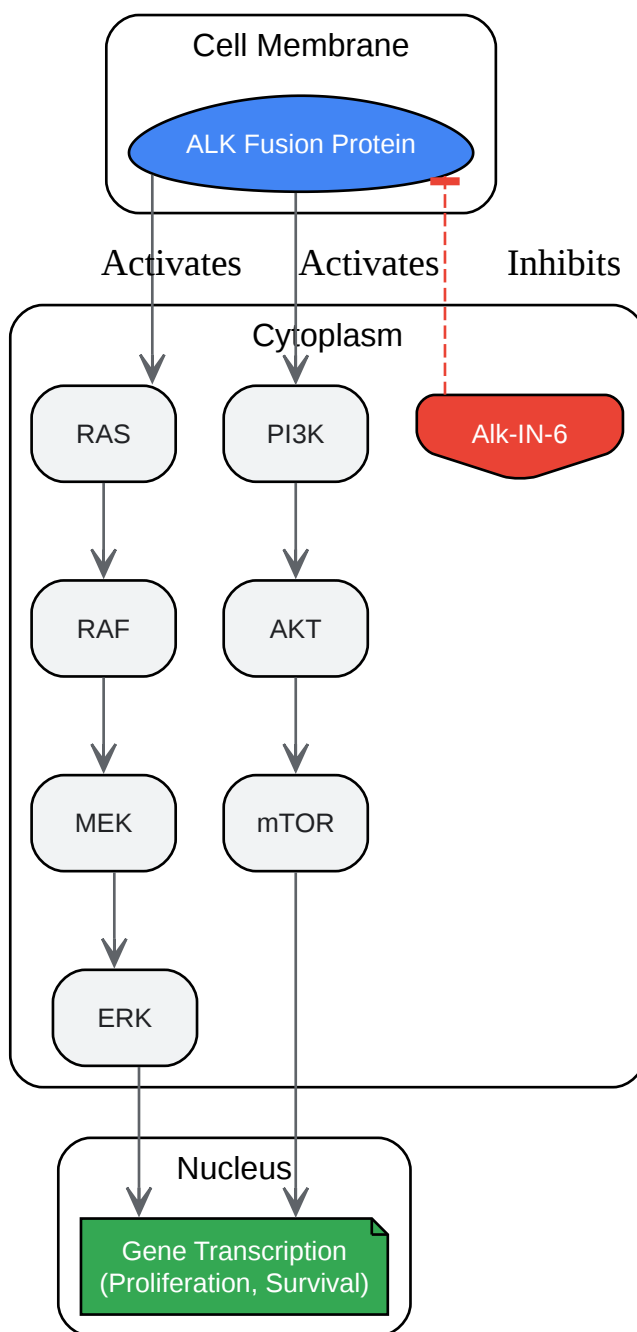 Cell Membrane
ALK Fusion Protein
Activates
Activates
Inhibits
Cytoplasm
RAS
PI3K
Alk-IN-6
RAF
AKT
MEK
mTOR
ERK
Nucleus
Gene Transcription
(Proliferation, Survival)